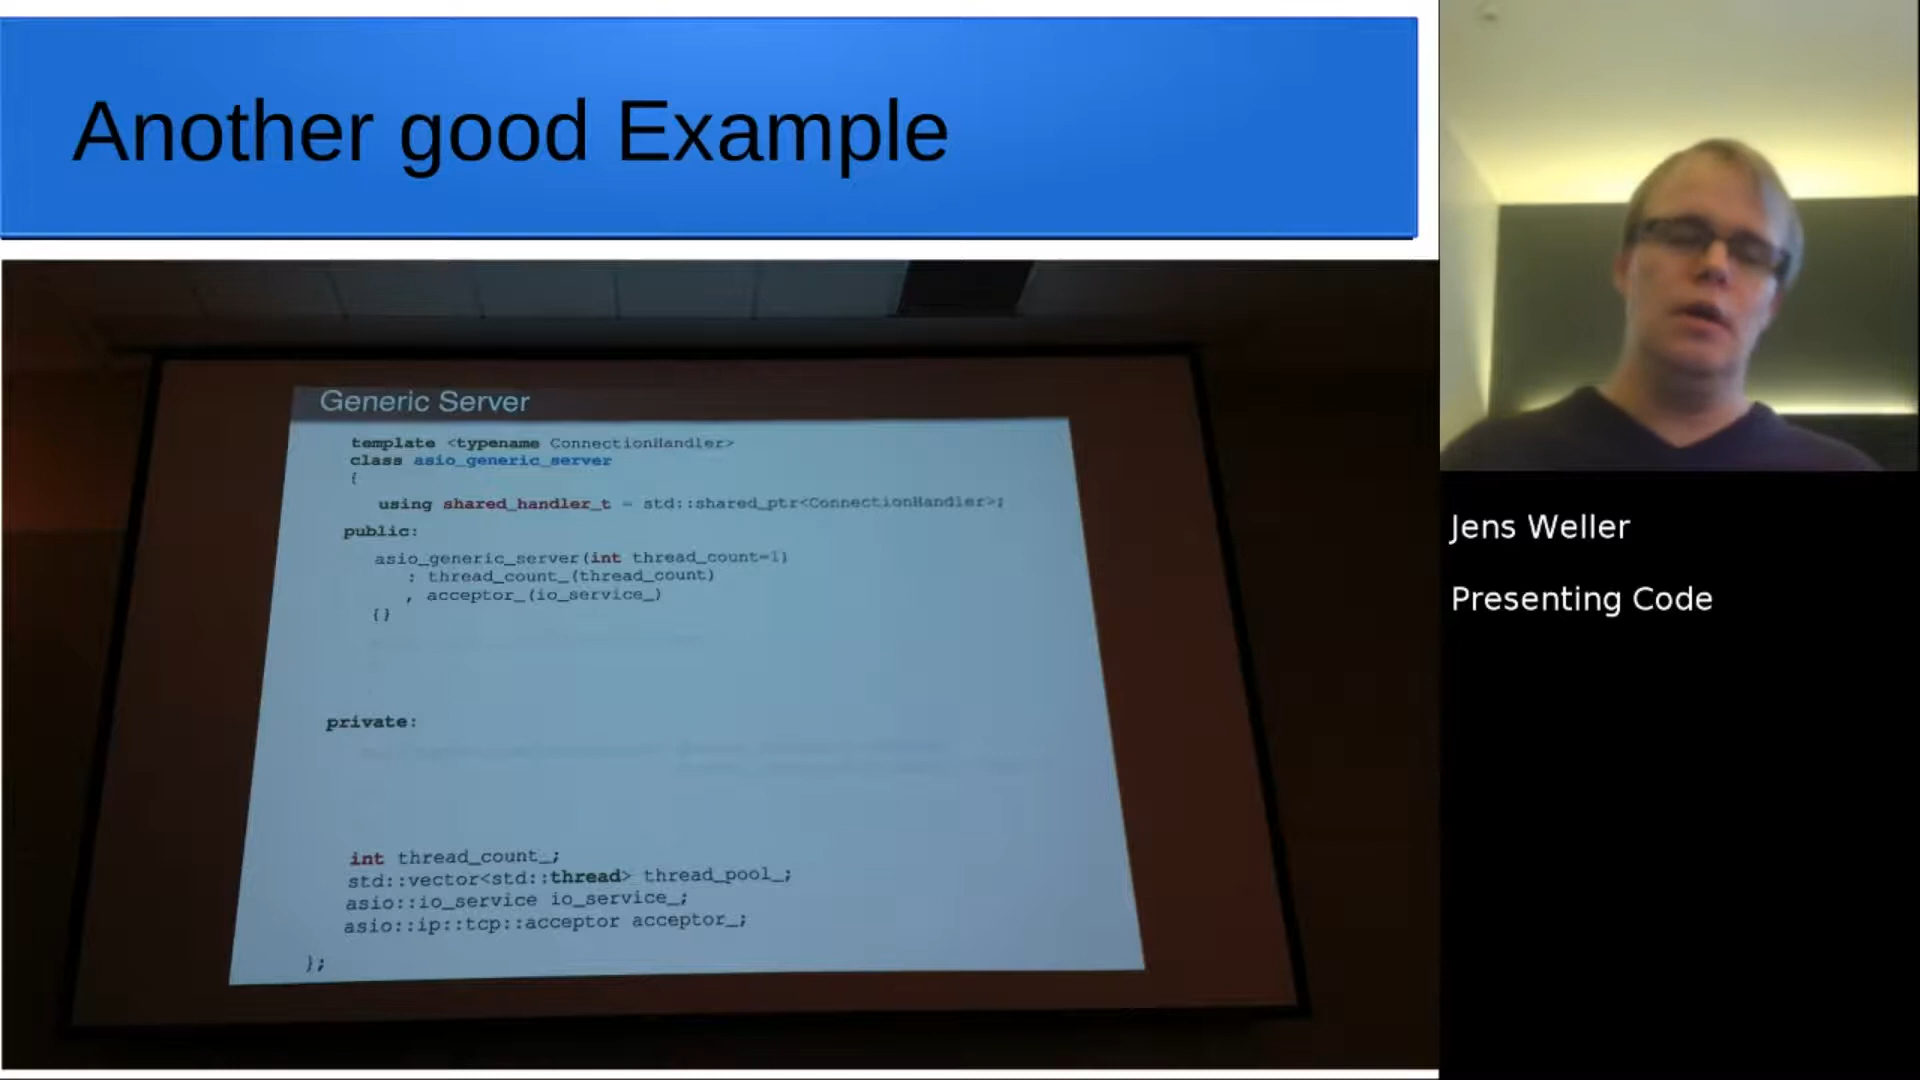 Another good Example
Generic Server
template <typename ConnectionHandler>
class asio_generic_server
{
using shared_handler_t = std::shared_ptr<ConnectionHandler>;
public:
asio_generic_server(int thread_count=1)
: thread_count_(thread_count)
, acceptor_(io_service_)
{}
private:
int thread_count_;
std::vector<std::thread> thread_pool_;
asio::io_service io_service_;
asio::ip::tcp::acceptor acceptor_;
};
Jens Weller
Presenting Code